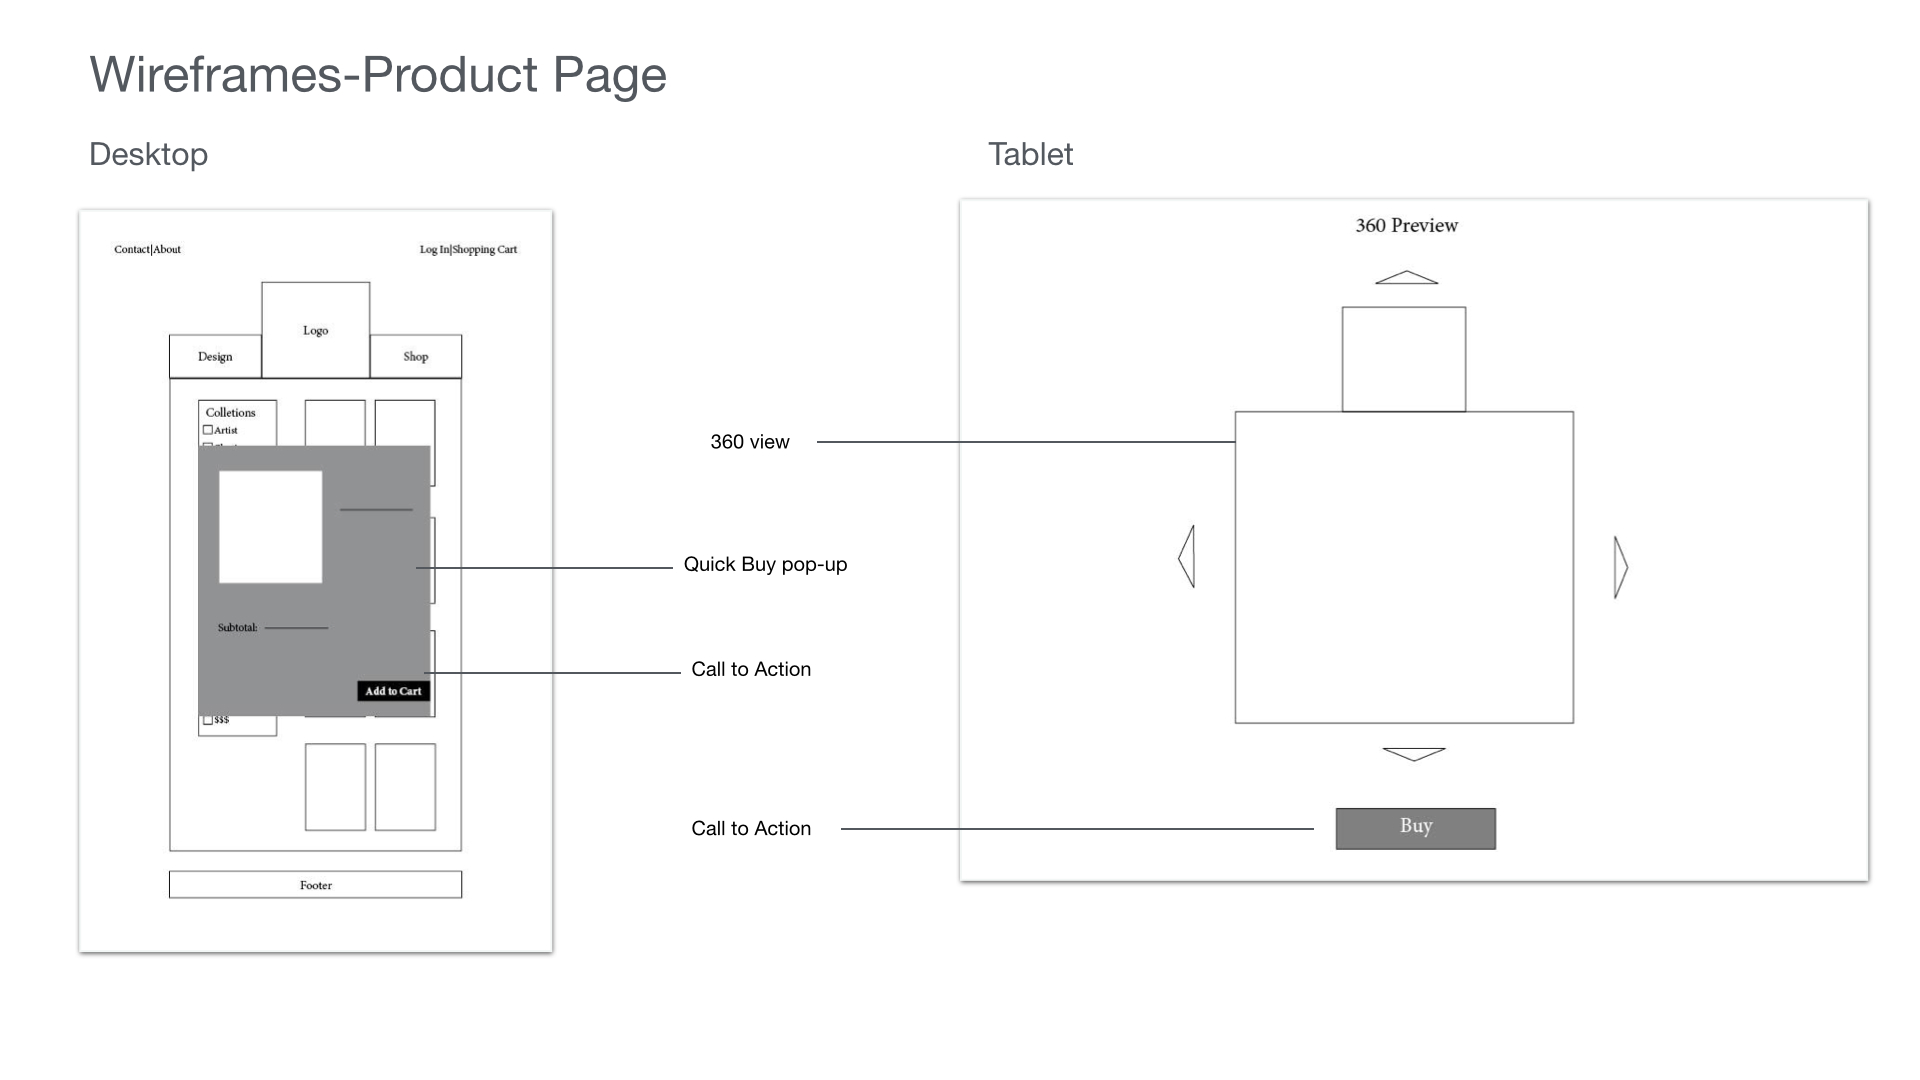 Wireframes-Product Page
Desktop
Tablet
Contact|About
Log In|Shopping Cart
Logo
Design
Shop
Colletions
Artist
Subtotal:
Add to Cart
$$$
Footer
360 view
Quick Buy pop-up
Call to Action
Call to Action
360 Preview
Buy